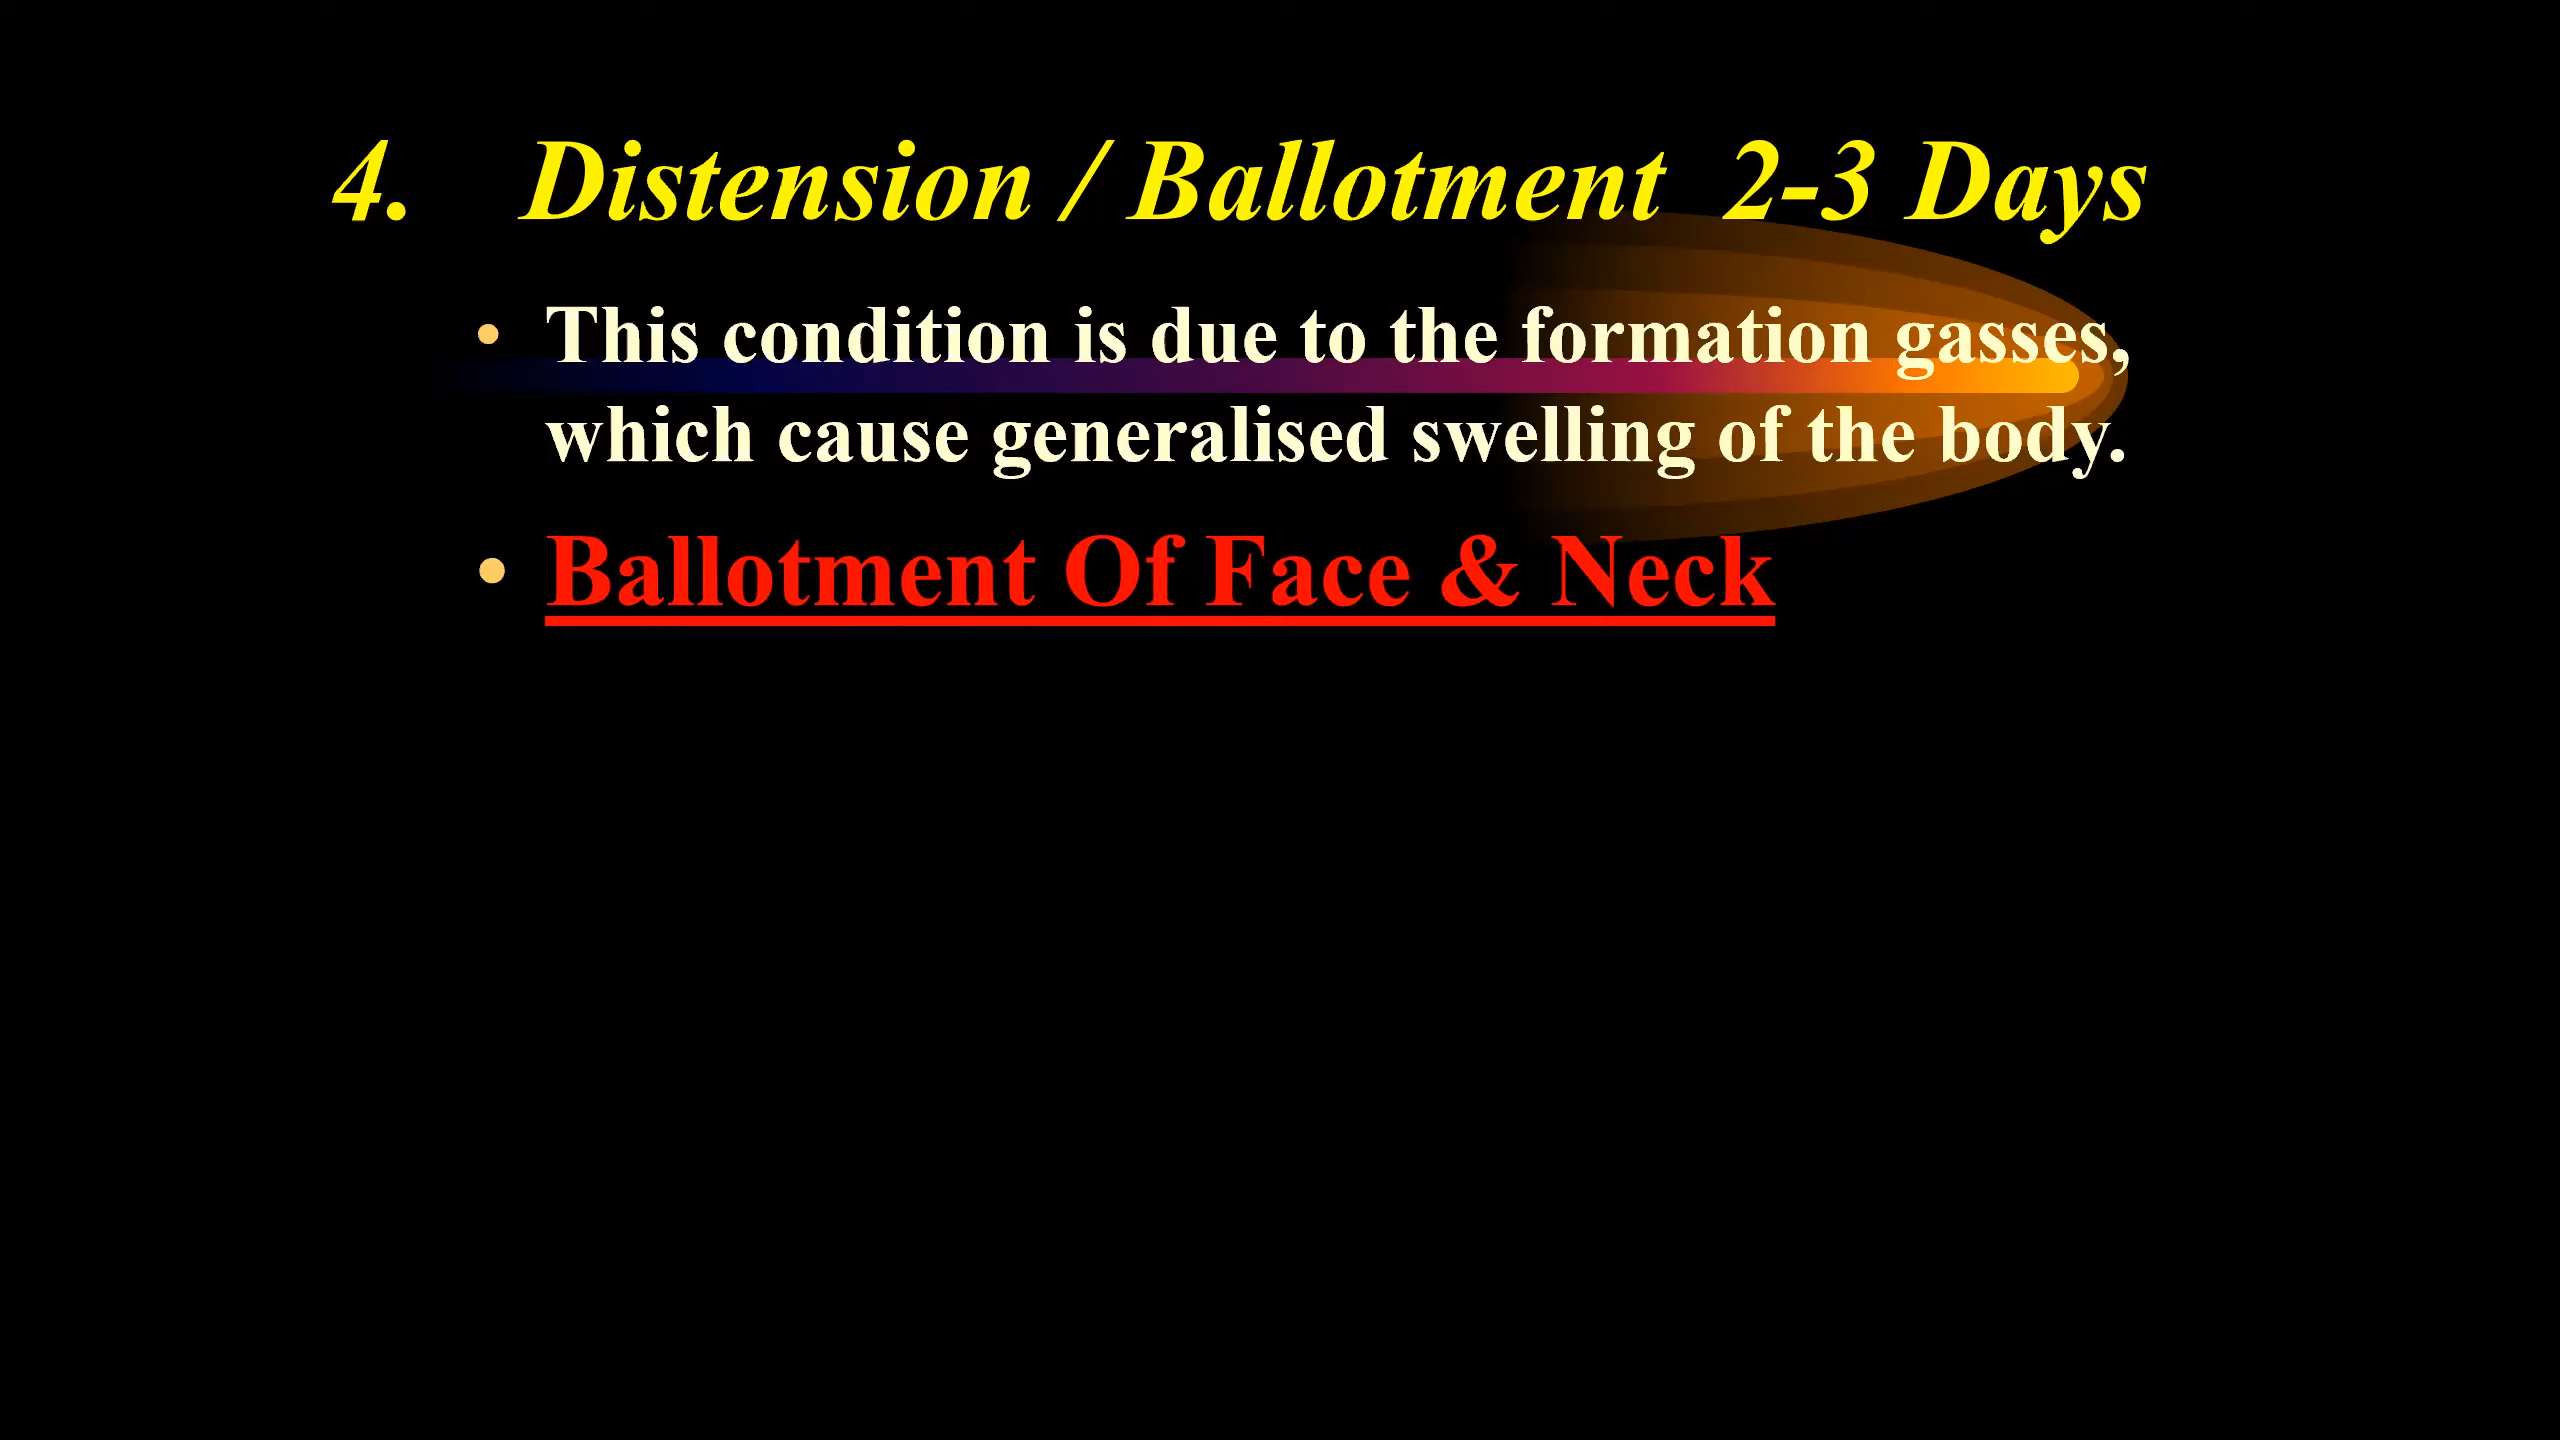 4. Distension / Ballotment 2-3 Days
• This condition is due to the formation gasses,
which cause generalised swelling of the body.
• Ballotment Of Face & Neck